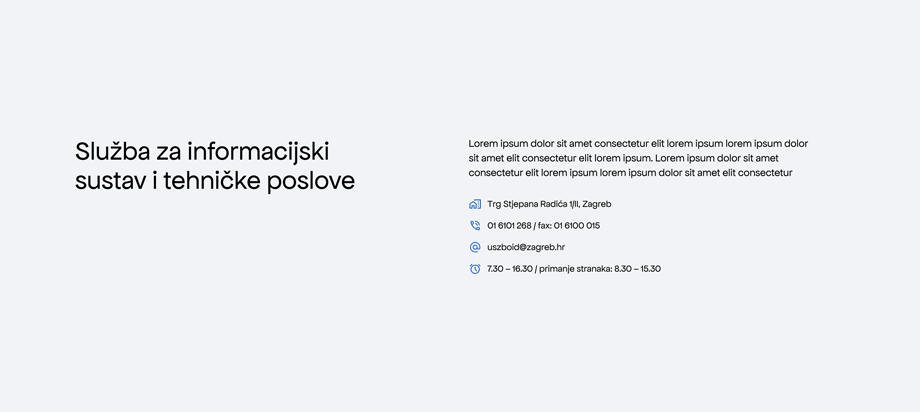 Služba za informacijski
sustav i tehničke poslove
Lorem ipsum dolor sit amet consectetur elit lorem ipsum lorem ipsum dolor
sit amet elit consectetur elit lorem ipsum. Lorem ipsum dolor sit amet
consectetur elit lorem ipsum lorem ipsum dolor sit amet elit consectetur
Trg Stjepana Radića 1/II, Zagreb
01 6101 268 / fax: 01 6100 015
uszboid@zagreb.hr
7.30 – 16.30 / primanje stranaka: 8.30 – 15.30